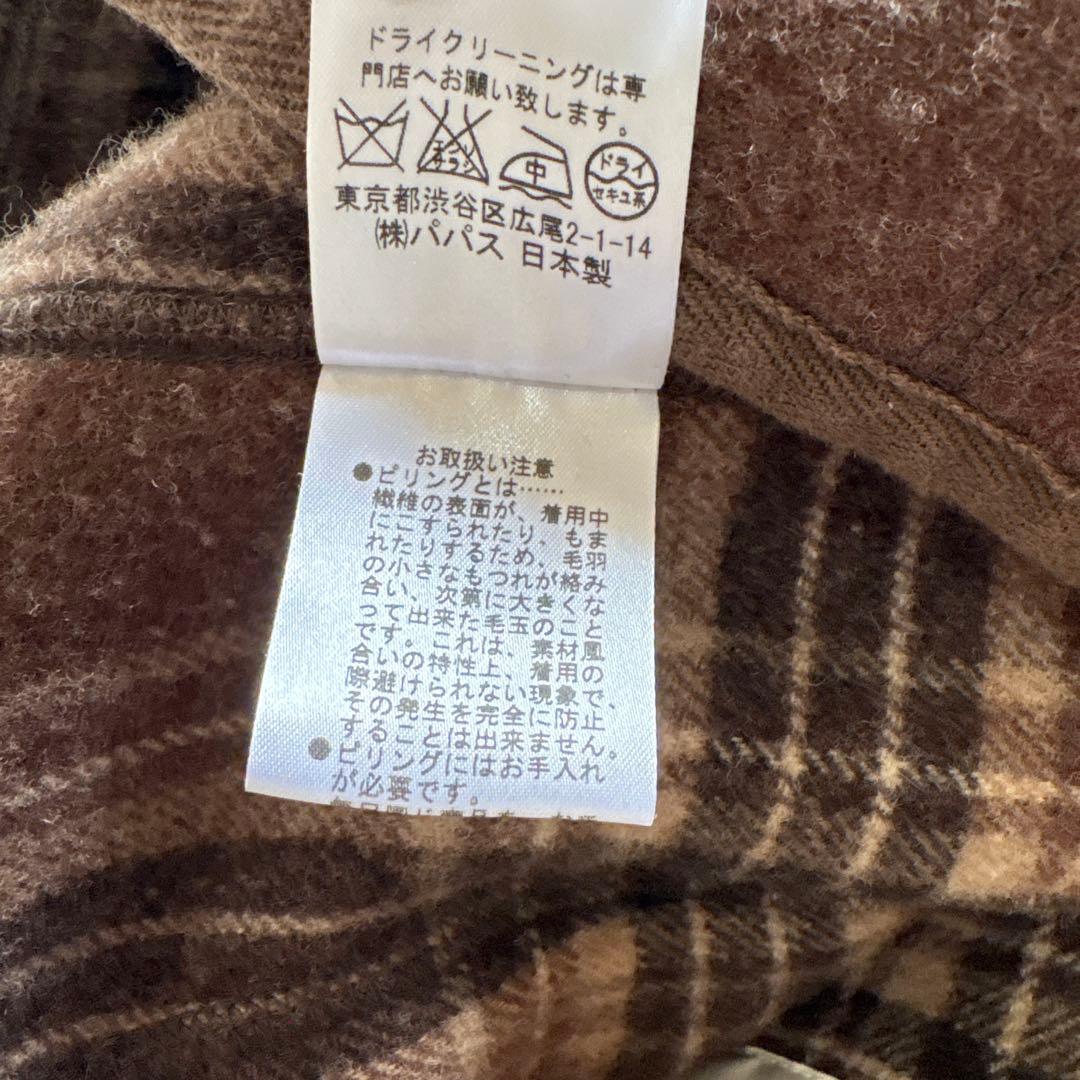 ドライクリーニングは専
門店へお願い致します。
中
ドライ
セキユ系
東京都渋谷区広尾2-1-14
㈱パパス 日本製
お取扱い注意
●ピリングとは……
繊維の表面が、着用中
にこすられたり、もま
れたりするため、毛羽
の小さなもつれが絡み
合い、次第に大きくな
って出来た毛玉のこと
です。これは、素材風
合いの特性上、着用の
際避けられない現象で、
その発生を完全に防止
することは出来ません。
●ピリングにはお手入れ
が必要です。